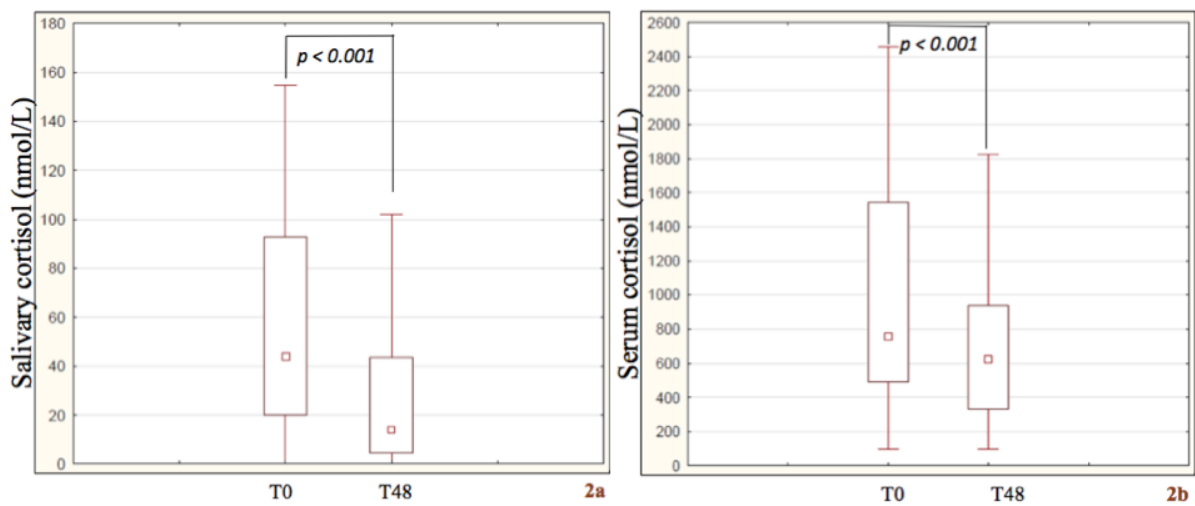 Salivary cortisol (nmol/L)
180
160
140
120
100
80
60
40
20
0
p < 0.001
T0
T48
2a
Serum cortisol (nmol/L)
2600
2400
2200
2000
1800
1600
1400
1200
1000
800
600
400
200
0
p < 0.001
T0
T48
2b